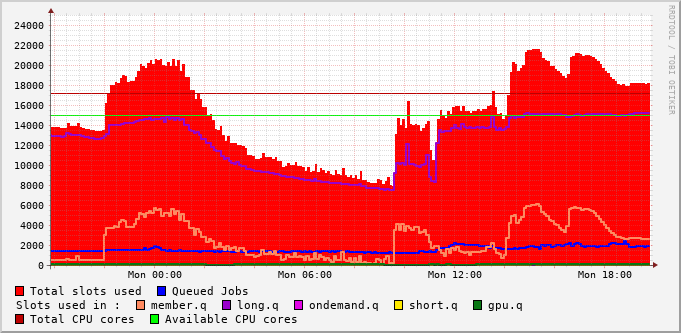 RRDTOOL / TOBI OETIKER
24000
22000
20000
18000
16000
14000
12000
10000
8000
6000
4000
2000
0
Mon 00:00 Mon 06:00 Mon 12:00 Mon 18:00
Total slots used Queued Jobs
Slots used in : member.q long.q ondemand.q short.q gpu.q
Total CPU cores Available CPU cores